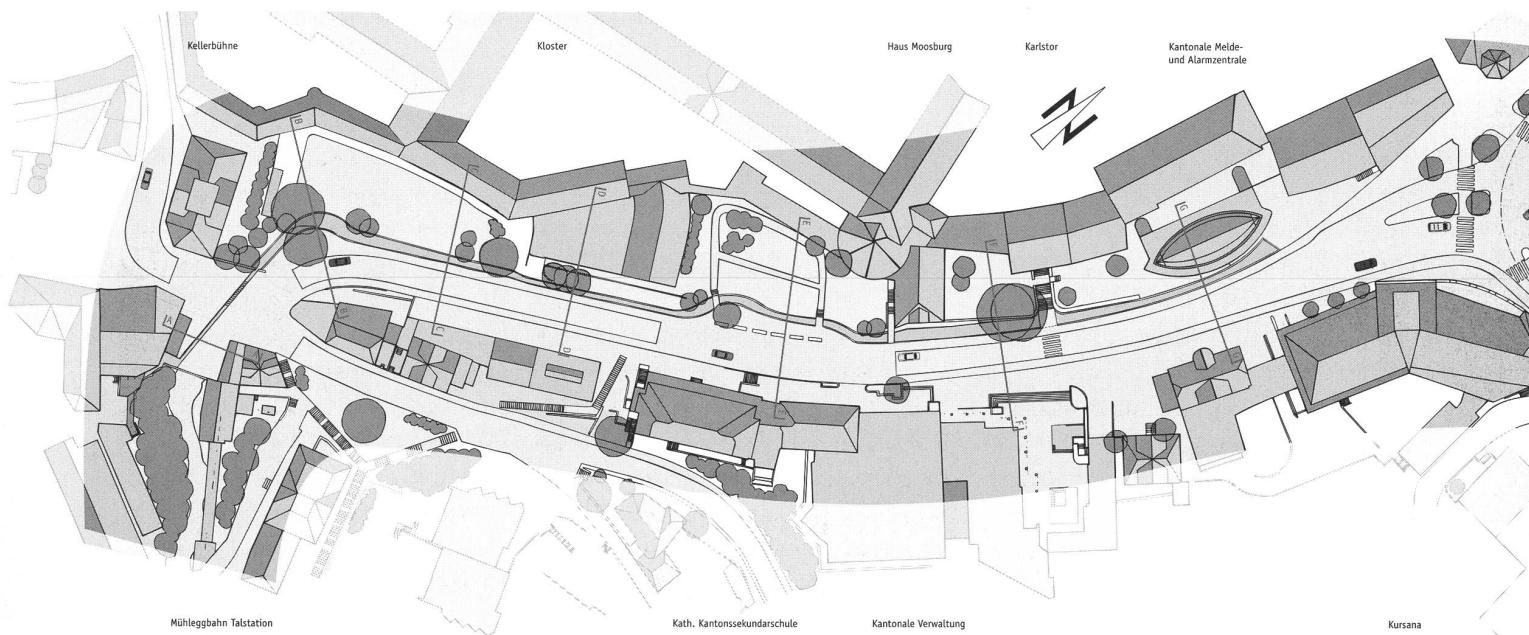 Kellerbühne
Kloster
Haus Moosburg
Karlstor
Kantonale Melde-
und Alarmzentrale
B
D
G
E
A
B
C
D
F
Mühleggbahn Talstation
Kath. Kantonssekundarschule
Kantonale Verwaltung
Kursana